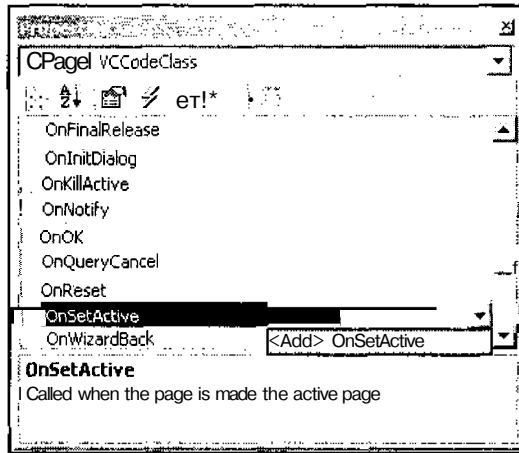 CPage1 VCCodeClass
OnFinalRelease
OnInitDialog
OnKillActive
OnNotify
OnOK
OnQueryCancel
OnReset
OnSetActive
OnWizardBack
<Add> OnSetActive
OnSetActive
Called when the page is made the active page